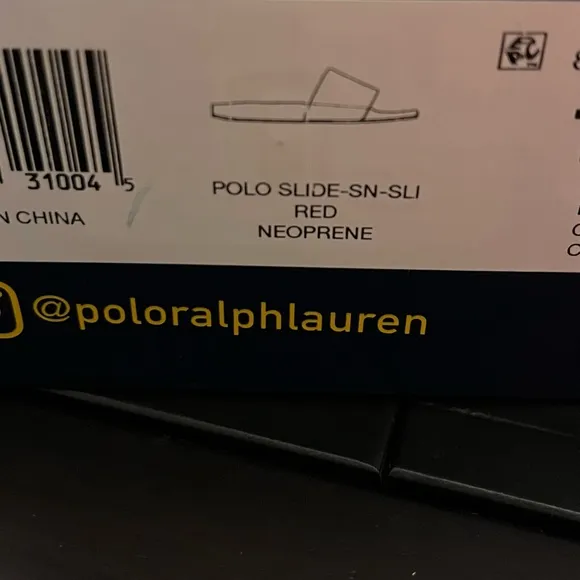 31004 5
N CHINA
POLO SLIDE-SN-SLI
RED
NEOPRENE
@poloralphlauren